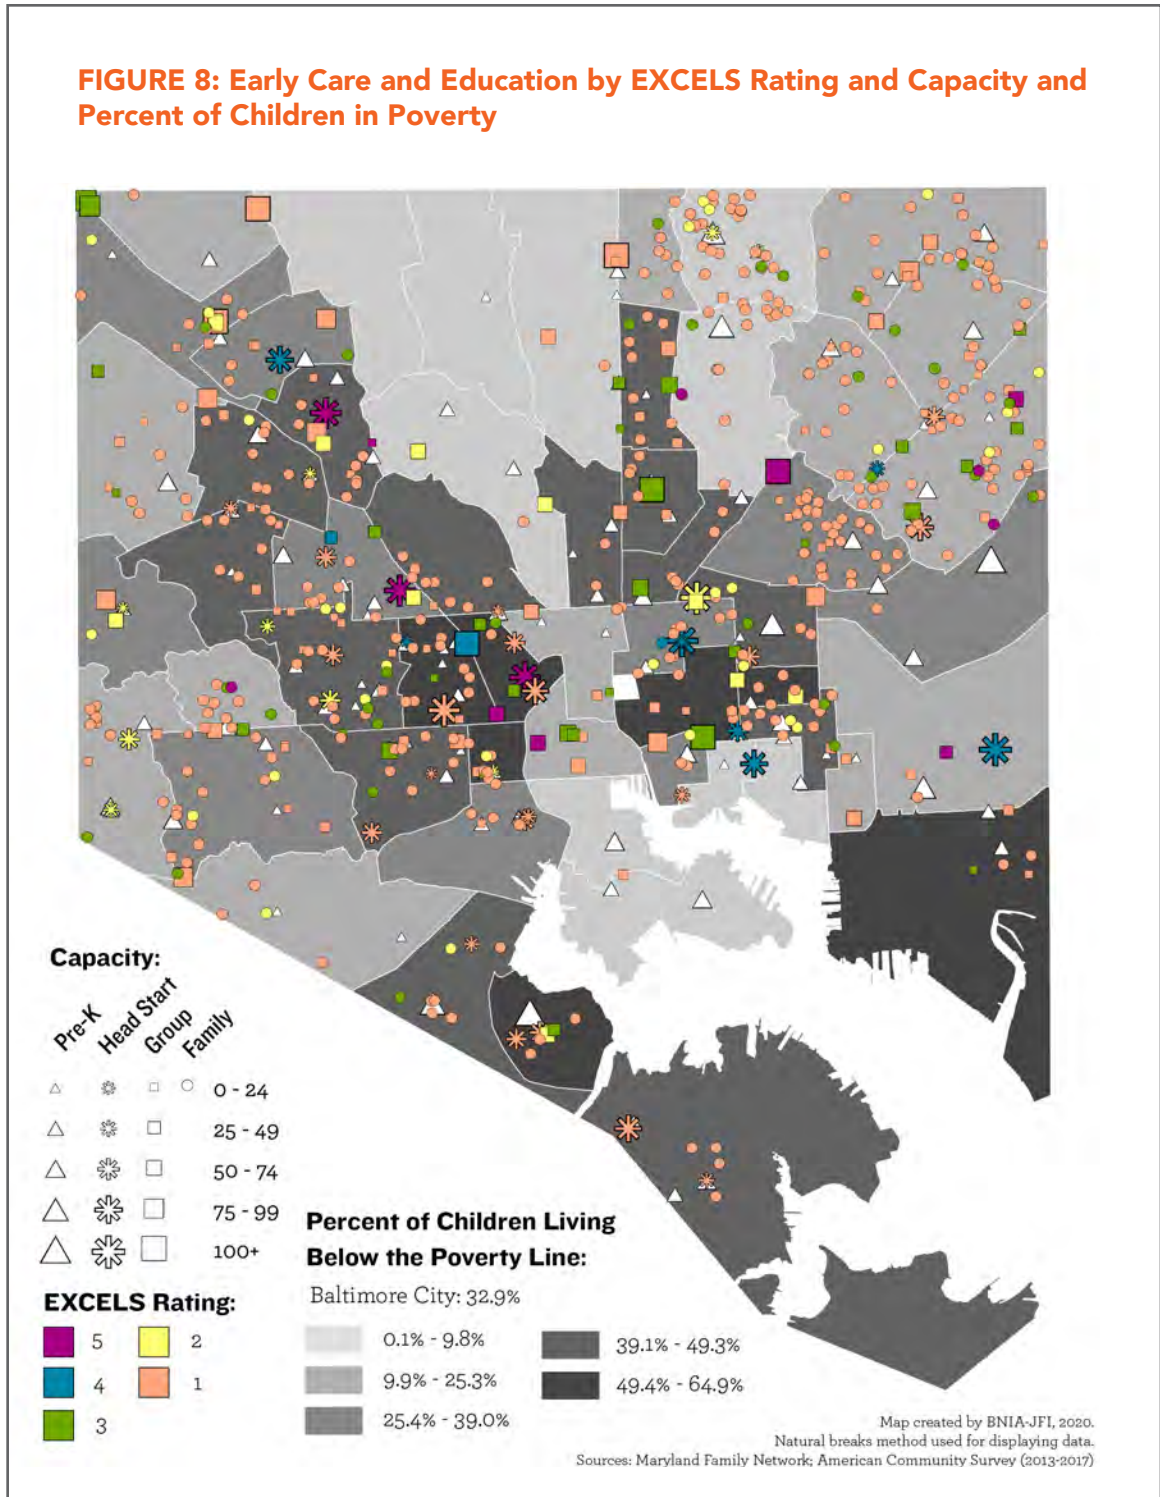 FIGURE 8: Early Care and Education by EXCELS Rating and Capacity and
Percent of Children in Poverty
Capacity:
Pre-K
Head Start
Group
Family
0 - 24
25 - 49
50 - 74
75 - 99
100+
EXCELS Rating:
5
2
4
1
3
Percent of Children Living
Below the Poverty Line:
Baltimore City: 32.9%
0.1% - 9.8%
39.1% - 49.3%
9.9% - 25.3%
49.4% - 64.9%
25.4% - 39.0%
Map created by BNIA-JFI, 2020.
Natural breaks method used for displaying data.
Sources: Maryland Family Network; American Community Survey (2013-2017)